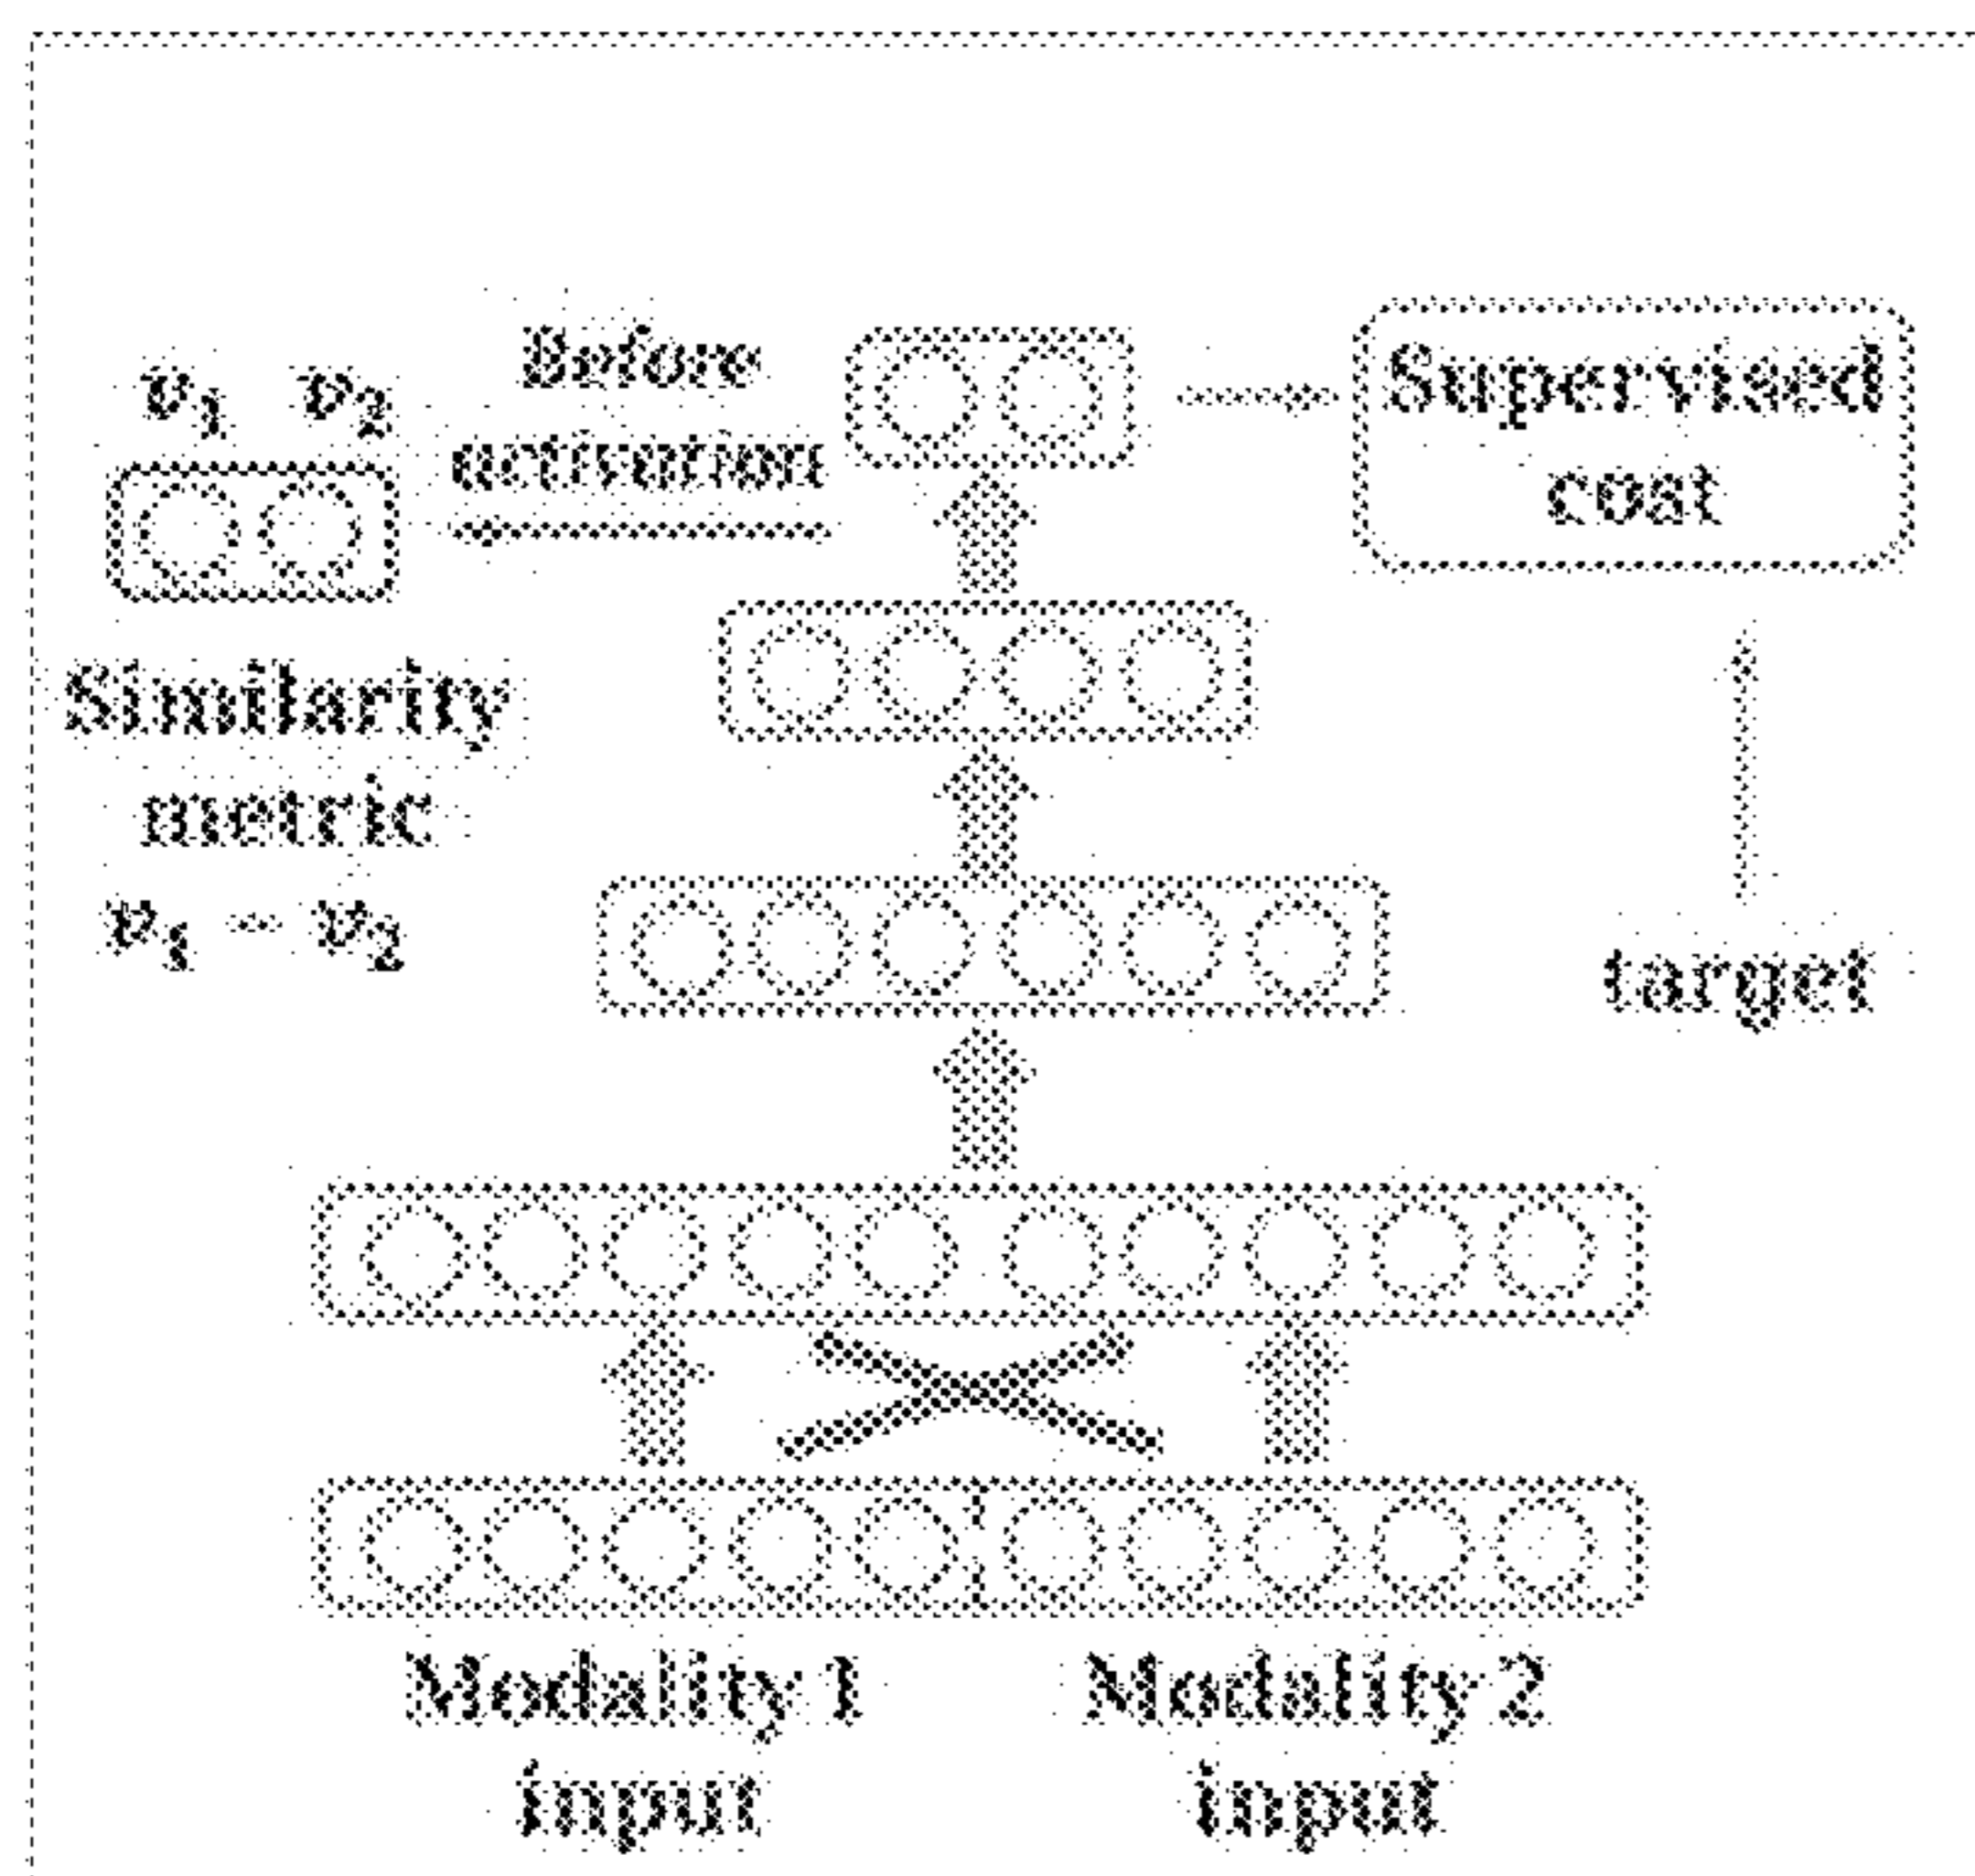 v₁ v₂
Before
activation
Supervised
cost
Similarity
metric
v₁ − v₂
target
Modality 1
input
Modality 2
input